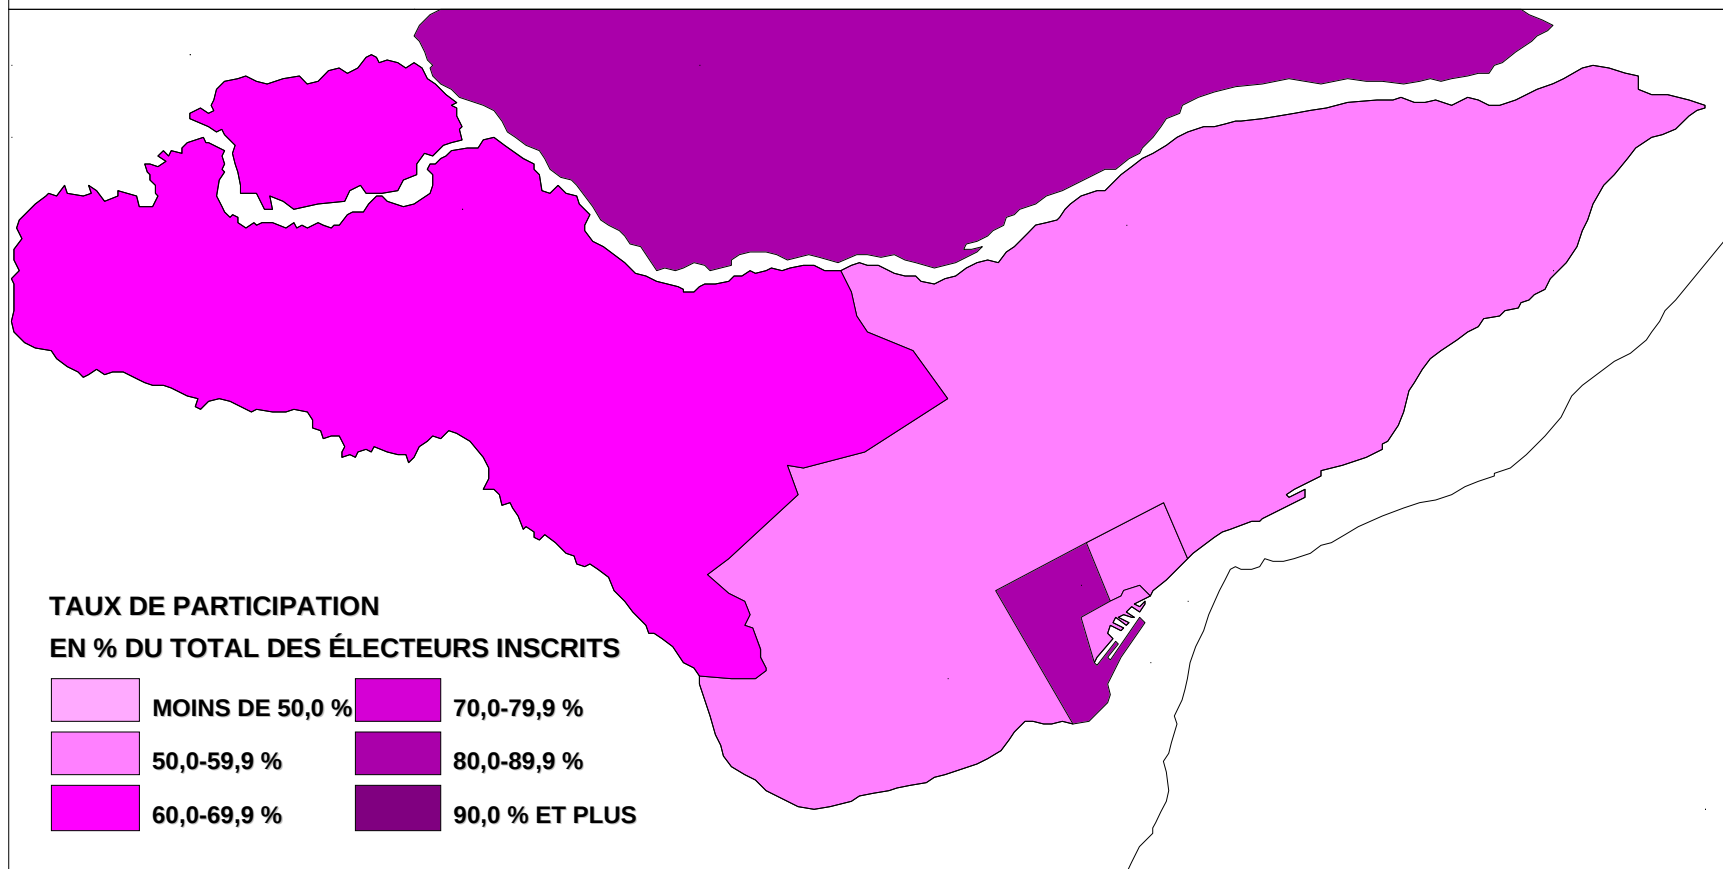 TAUX DE PARTICIPATION
EN % DU TOTAL DES ÉLECTEURS INSCRITS
MOINS DE 50,0 %
50,0-59,9 %
60,0-69,9 %
70,0-79,9 %
80,0-89,9 %
90,0 % ET PLUS